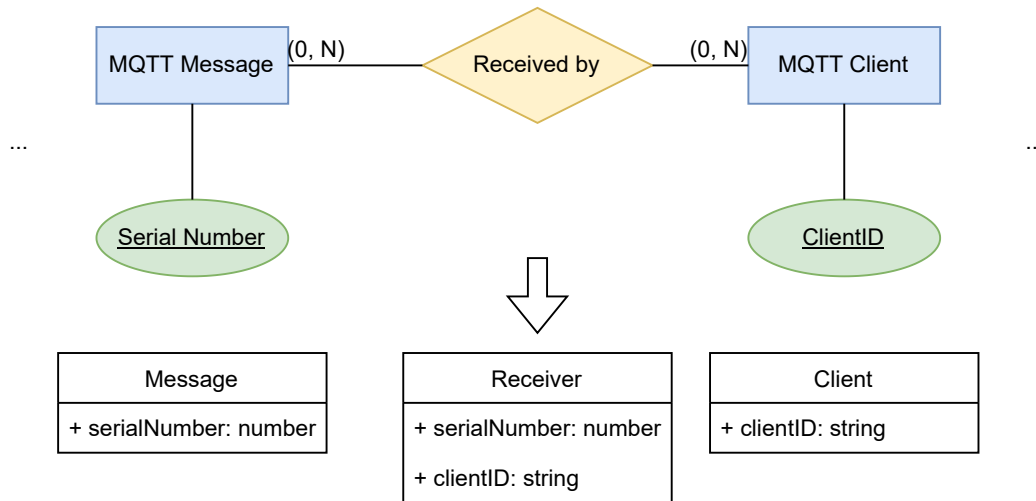 (0, N)
(0, N)
MQTT Message
Received by
MQTT Client
...
...
Serial Number
ClientID
Message
Receiver
Client
+ serialNumber: number
+ serialNumber: number
+ clientID: string
+ clientID: string